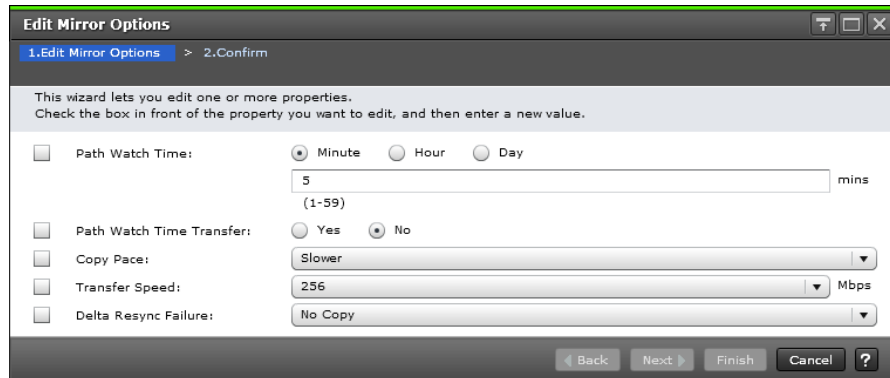 Edit Mirror Options
1.Edit Mirror Options > 2.Confirm
This wizard lets you edit one or more properties.
Check the box in front of the property you want to edit, and then enter a new value.
Path Watch Time: Minute Hour Day
5 mins
(1-59)
Path Watch Time Transfer: Yes No
Copy Pace: Slower
Transfer Speed: 256 Mbps
Delta Resync Failure: No Copy
Back Next Finish Cancel ?